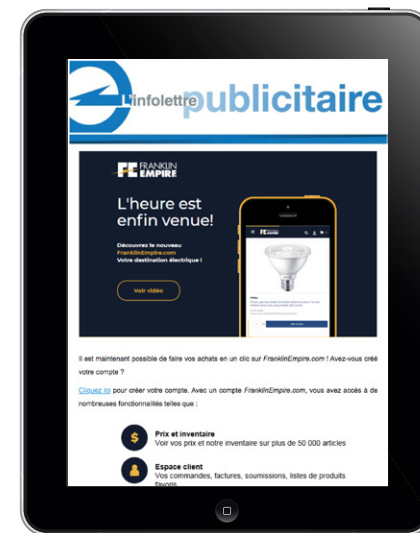 L'infolettre publicitaire
FRANKLIN
EMPIRE
L'heure est
enfin venue!
Découvrez le nouveau
FranklinEmpire.com
Votre destination électrique !
Voir vidéo
Il est maintenant possible de faire vos achats en un clic sur FranklinEmpire.com ! Avez-vous créé
votre compte ?
Cliquez ici pour créer votre compte. Avec un compte FranklinEmpire.com, vous avez accès à de
nombreuses fonctionnalités telles que :
Prix et inventaire
Voir vos prix et notre inventaire sur plus de 50 000 articles
Espace client
Vos commandes, factures, soumissions, listes de produits
favoris